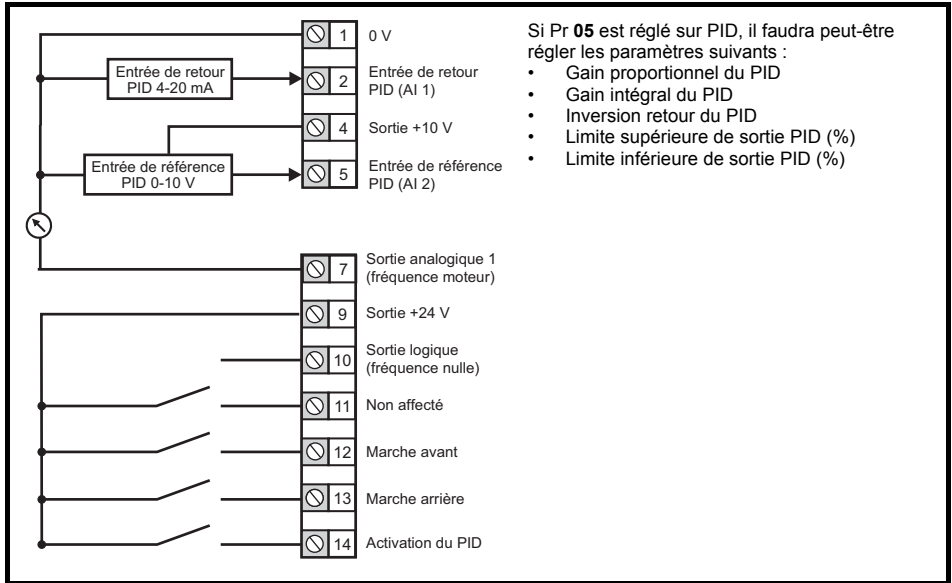 1 0 V
Entrée de retour
PID 4-20 mA
2 Entrée de retour
PID (AI 1)
4 Sortie +10 V
Entrée de référence
PID 0-10 V
5 Entrée de référence
PID (AI 2)
7 Sortie analogique 1
(fréquence moteur)
9 Sortie +24 V
10 Sortie logique
(fréquence nulle)
11 Non affecté
12 Marche avant
13 Marche arrière
14 Activation du PID
Si Pr 05 est réglé sur PID, il faudra peut-être
régler les paramètres suivants :
• Gain proportionnel du PID
• Gain intégral du PID
• Inversion retour du PID
• Limite supérieure de sortie PID (%)
• Limite inférieure de sortie PID (%)